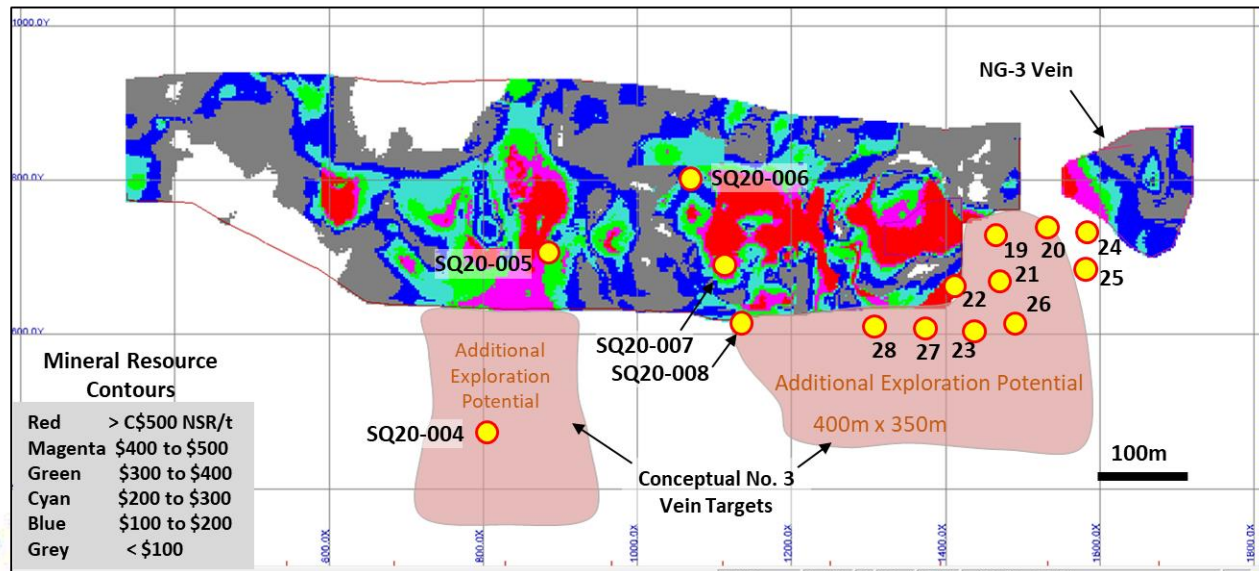 1000.0Y
NG-3 Vein
800.0Y
SQ20-006
SQ20-005
19
20
24
25
21
22
26
SQ20-007
28
27
23
SQ20-008
600.0Y
Additional
Exploration
Potential
Additional Exploration Potential
400m x 350m
SQ20-004
100m
Conceptual No. 3
Vein Targets
Mineral Resource
Contours
Red > C$500 NSR/t
Magenta $400 to $500
Green $300 to $400
Cyan $200 to $300
Blue $100 to $200
Grey < $100
600.0X
800.0X
1000.0X
1200.0X
1400.0X
1600.0X
1800.0X